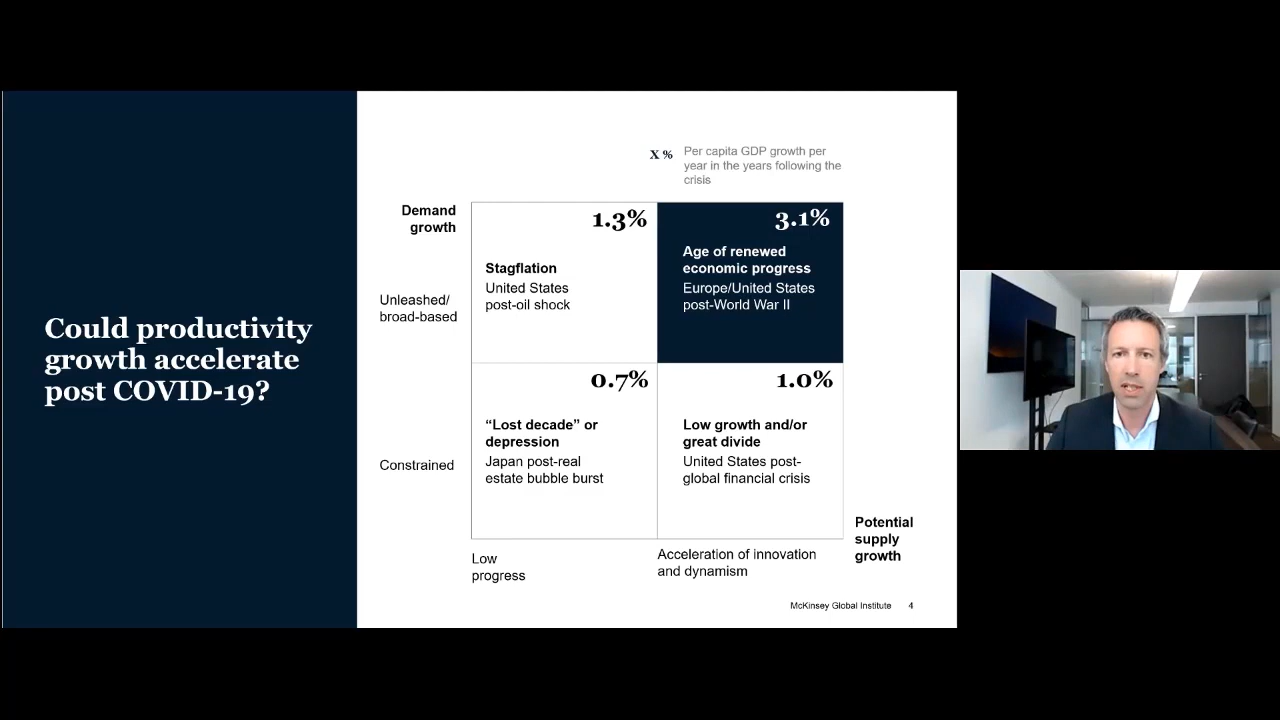 Could productivity
growth accelerate
post COVID-19?
X %
Per capita GDP growth per
year in the years following the
crisis
Demand
growth
Unleashed/
broad-based
Constrained
1.3%
Stagflation
United States
post-oil shock
3.1%
Age of renewed
economic progress
Europe/United States
post-World War II
0.7%
“Lost decade” or
depression
Japan post-real
estate bubble burst
1.0%
Low growth and/or
great divide
United States post-
global financial crisis
Low
progress
Acceleration of innovation
and dynamism
Potential
supply
growth
McKinsey Global Institute 4